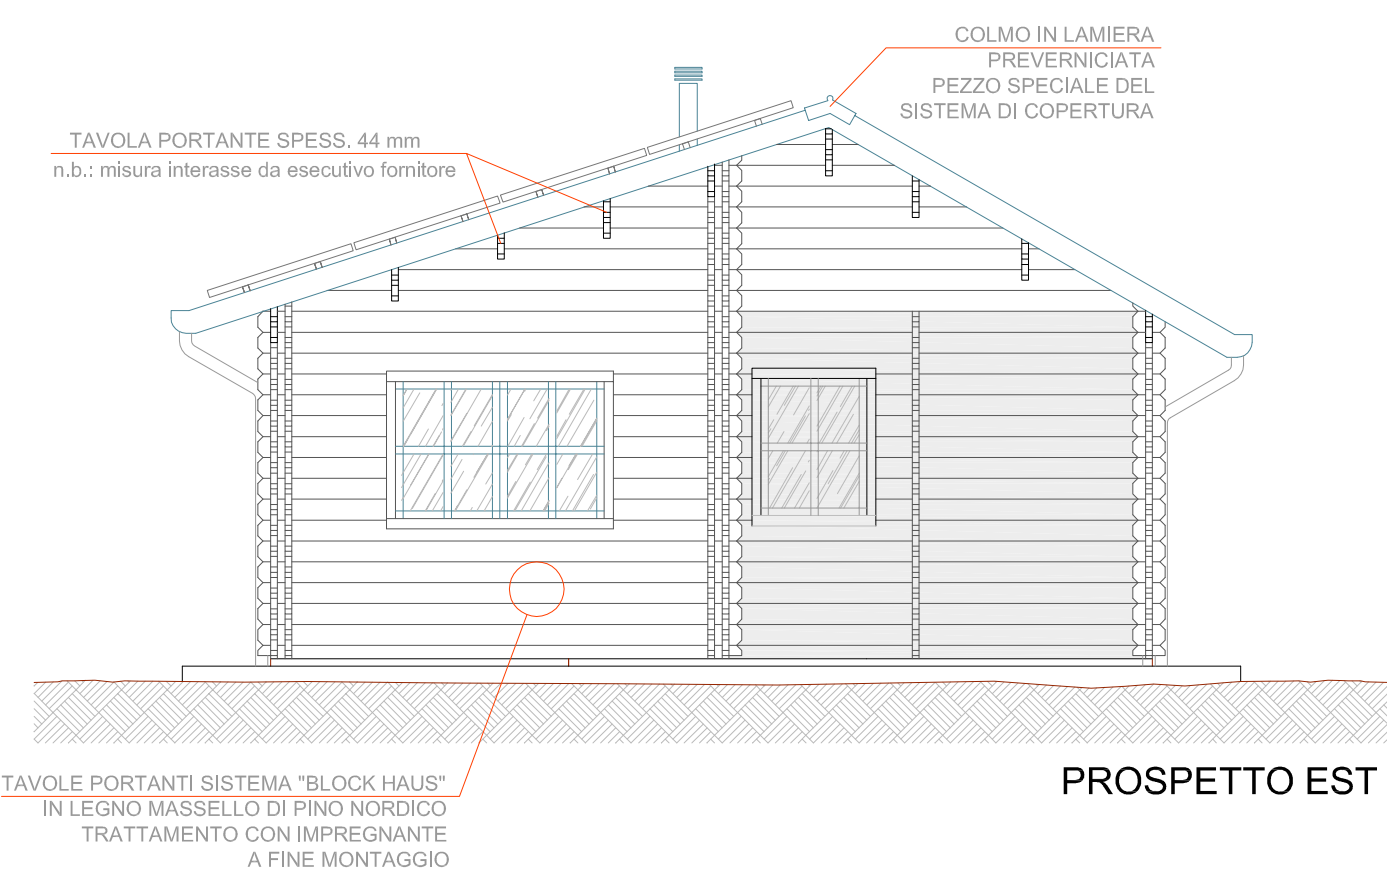 COLMO IN LAMIERA
PREVERNICIATA
PEZZO SPECIALE DEL
SISTEMA DI COPERTURA
TAVOLA PORTANTE SPESS. 44 mm
n.b.: misura interasse da esecutivo fornitore
TAVOLE PORTANTI SISTEMA "BLOCK HAUS"
IN LEGNO MASSELLO DI PINO NORDICO
TRATTAMENTO CON IMPREGNANTE
A FINE MONTAGGIO
PROSPETTO EST